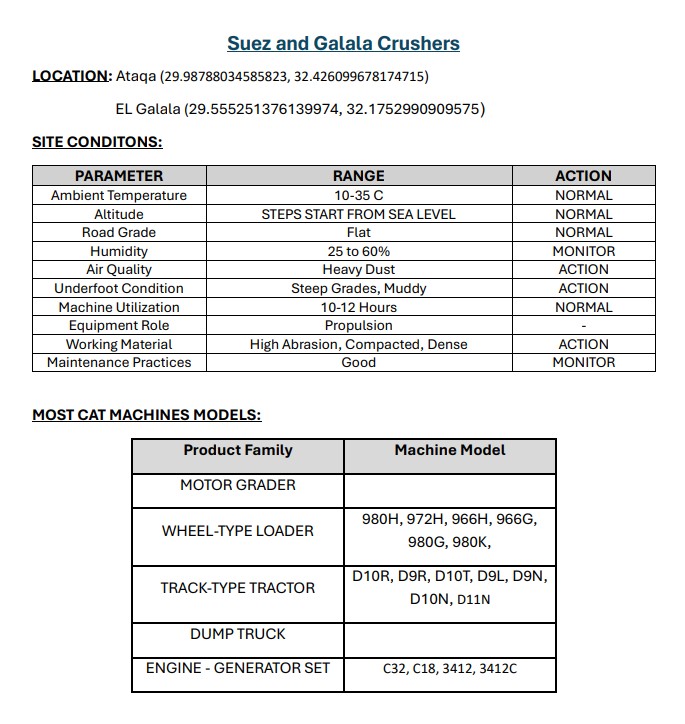 Suez and Galala Crushers
LOCATION: Ataqa (29.98788034585823, 32.426099678174715)
EL Galala (29.555251376139974, 32.1752990909575)
SITE CONDITONS:
PARAMETER RANGE ACTION
Ambient Temperature 10-35 C NORMAL
Altitude STEPS START FROM SEA LEVEL NORMAL
Road Grade Flat NORMAL
Humidity 25 to 60% MONITOR
Air Quality Heavy Dust ACTION
Underfoot Condition Steep Grades, Muddy ACTION
Machine Utilization 10-12 Hours NORMAL
Equipment Role Propulsion -
Working Material High Abrasion, Compacted, Dense ACTION
Maintenance Practices Good MONITOR
MOST CAT MACHINES MODELS:
Product Family Machine Model
MOTOR GRADER
WHEEL-TYPE LOADER 980H, 972H, 966H, 966G,
980G, 980K,
TRACK-TYPE TRACTOR D10R, D9R, D10T, D9L, D9N,
D10N, D11N
DUMP TRUCK
ENGINE - GENERATOR SET C32, C18, 3412, 3412C